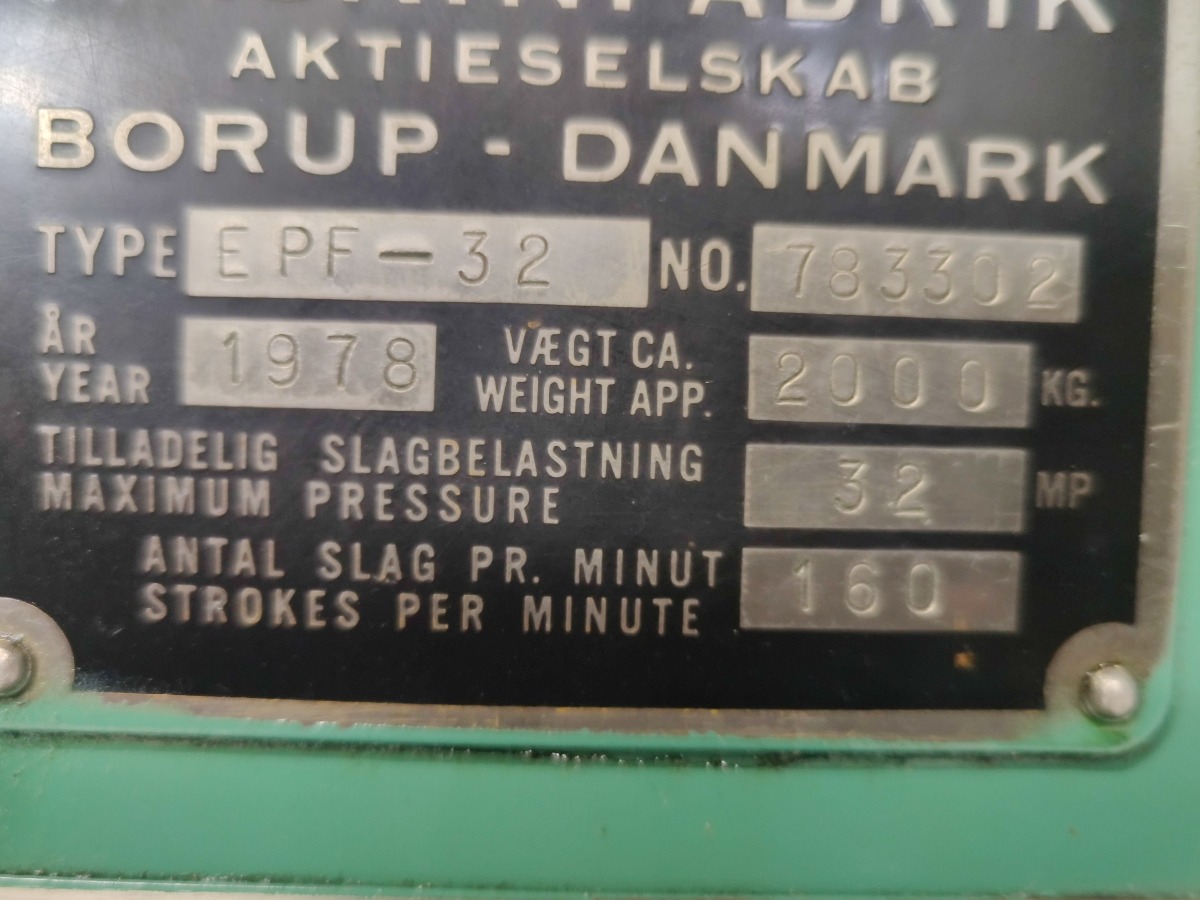 AKTIESELSKAB
BORUP - DANMARK
TYPE EPF-32 NO. 783302
ÅR
YEAR 1978 VÆGT CA.
WEIGHT APP. 2000 KG.
TILLADELIG SLAGBELASTNING
MAXIMUM PRESSURE 32 MP
ANTAL SLAG PR. MINUT
STROKES PER MINUTE 160